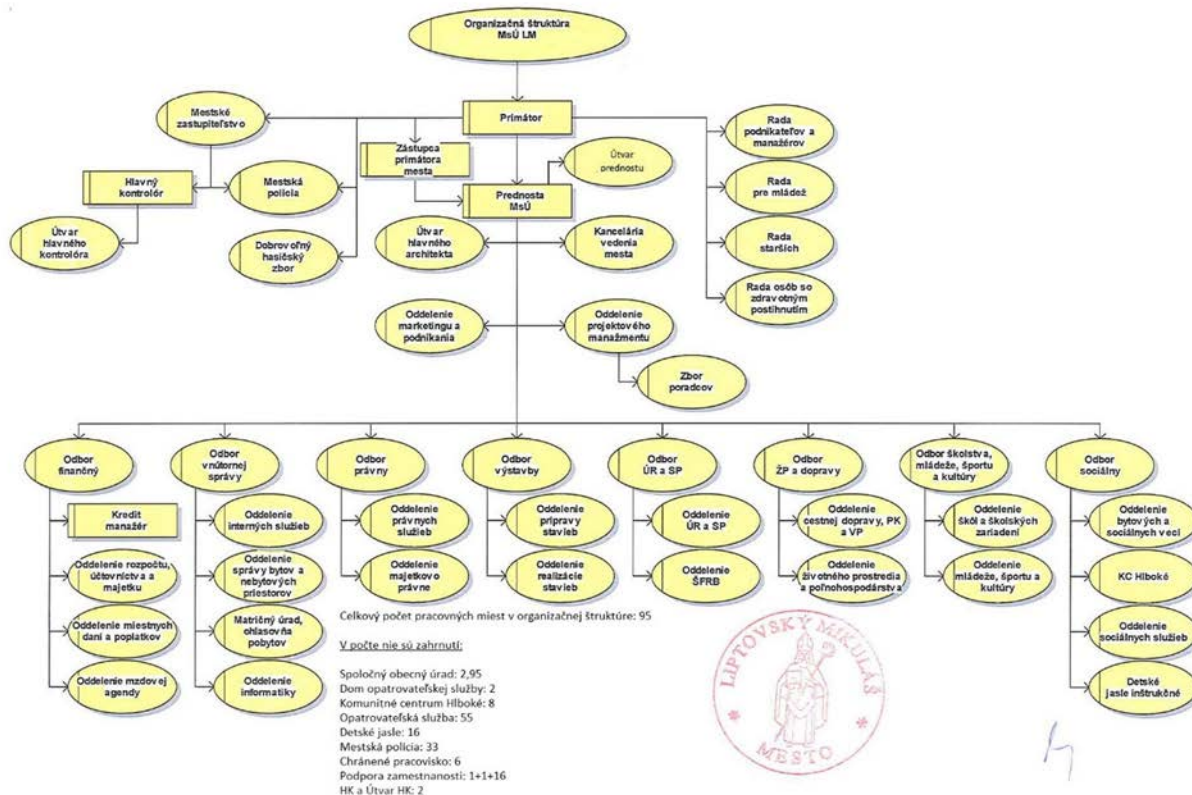 Organizačná štruktúra
MsÚ LM
Primátor
Mestské
zastupiteľstvo
Zástupca
primátora
mesta
Útvar
prednostu
Rada
podnikateľov a
manažérov
Hlavný
kontrolór
Mestská
polícia
Prednosta
MsÚ
Rada
pre mládež
Útvar
hlavného
kontrolóra
Dobrovoľný
hasičský
zbor
Útvar
hlavného
architekta
Kancelária
vedenia
mesta
Rada
starších
Rada osôb so
zdravotným
postihnutím
Oddelenie
marketingu a
podnikania
Oddelenie
projektového
manažmentu
Zbor
poradcov
Odbor
finančný
Odbor
vnútornej
správy
Odbor
právny
Odbor
výstavby
Odbor
ÚR a SP
Odbor
ŽP a dopravy
Odbor školstva,
mládeže, športu
a kultúry
Odbor
sociálny
Kredit
manažér
Oddelenie
interných služieb
Oddelenie
právnych
služieb
Oddelenie
prípravy
stavieb
Oddelenie
ÚR a SP
Oddelenie
cestnej dopravy, PK
a VP
Oddelenie
škôl a školských
zariadení
Oddelenie
bytových a
sociálnych vecí
Oddelenie rozpočtu,
účtovníctva a
majetku
Oddelenie
správy bytov a
nebytových
priestorov
Oddelenie
majetkovo
právne
Oddelenie
realizácie
stavieb
Oddelenie
ŠFRB
Oddelenie
životného prostredia
a poľnohospodárstva
Oddelenie
mládeže, športu a
kultúry
KC Hlboké
Oddelenie miestnych
daní a poplatkov
Matričný úrad,
ohlasovňa
pobytov
Oddelenie
sociálnych služieb
Oddelenie mzdovej
agendy
Oddelenie
informatiky
Detské
jasle inštrukčné
Celkový počet pracovných miest v organizačnej štruktúre: 95
V počte nie sú zahrnutí:
Spoločný obecný úrad: 2,95
Dom opatrovateľskej služby: 2
Komunitné centrum Hlboké: 8
Opatrovateľská služba: 55
Detské jasle: 16
Mestská polícia: 33
Chránené pracovisko: 6
Podpora zamestnanosti: 1+1+16
HK a Útvar HK: 2
LIPTOVSKÝ MIKULÁŠ
* MESTO *